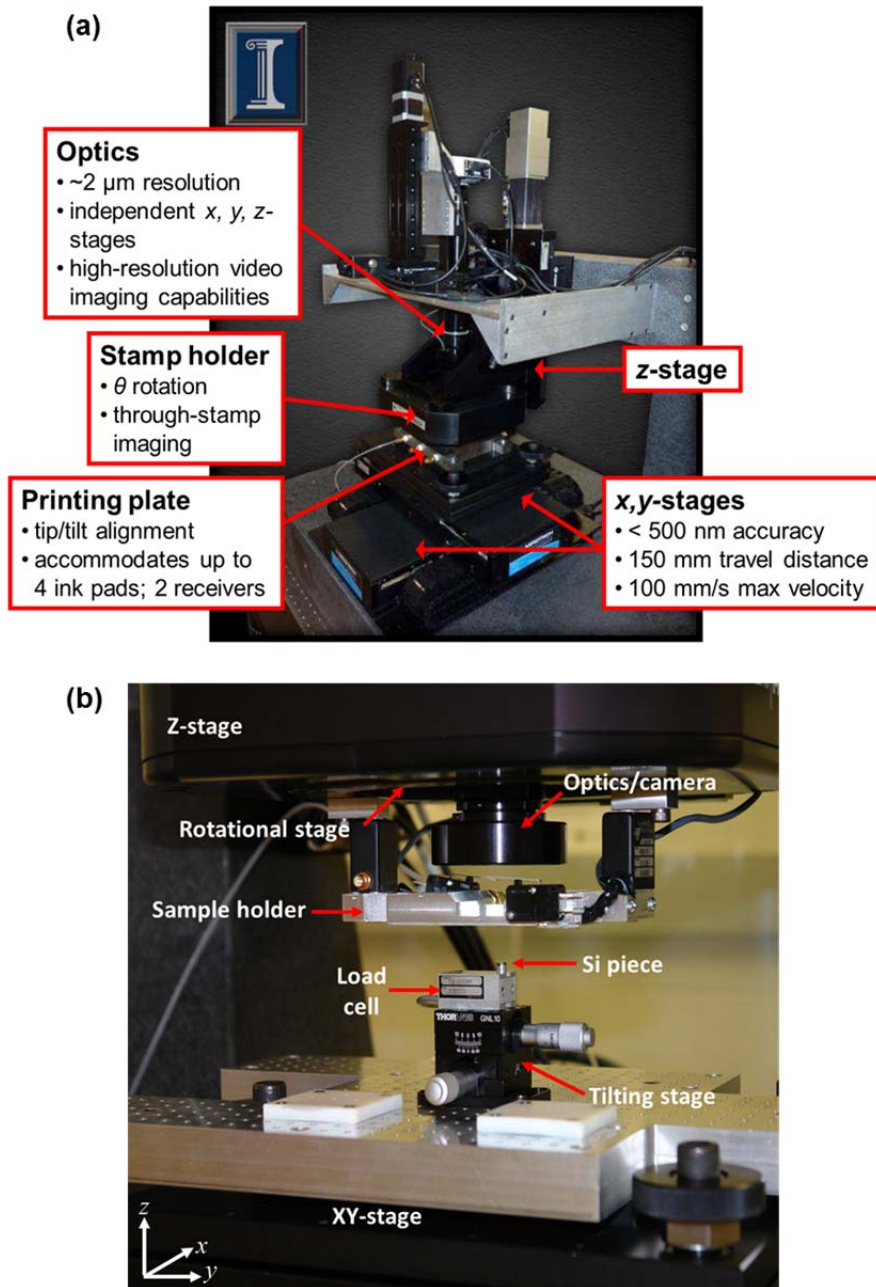 (a)
Optics
• ~2 μm resolution
• independent x, y, z-
stages
• high-resolution video
imaging capabilities
Stamp holder
• θ rotation
• through-stamp
imaging
z-stage
Printing plate
• tip/tilt alignment
• accommodates up to
4 ink pads; 2 receivers
x,y-stages
• < 500 nm accuracy
• 150 mm travel distance
• 100 mm/s max velocity
(b)
Z-stage
Optics/camera
Rotational stage
Sample holder
Si piece
Load
cell
THORLABS GNL10
Tilting stage
XY-stage
z
x
y